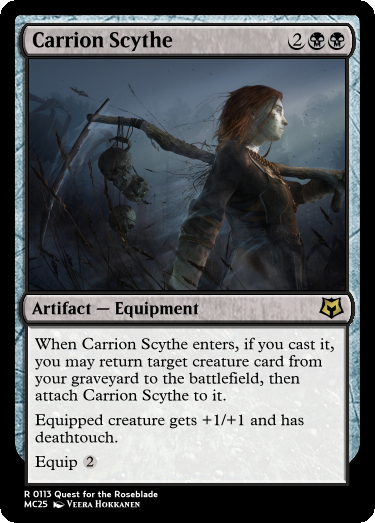 Carrion Scythe 2
Artifact — Equipment
When Carrion Scythe enters, if you cast it,
you may return target creature card from
your graveyard to the battlefield, then
attach Carrion Scythe to it.
Equipped creature gets +1/+1 and has
deathtouch.
Equip 2
R 0113 Quest for the Roseblade
MC25 Veera Hokkanen